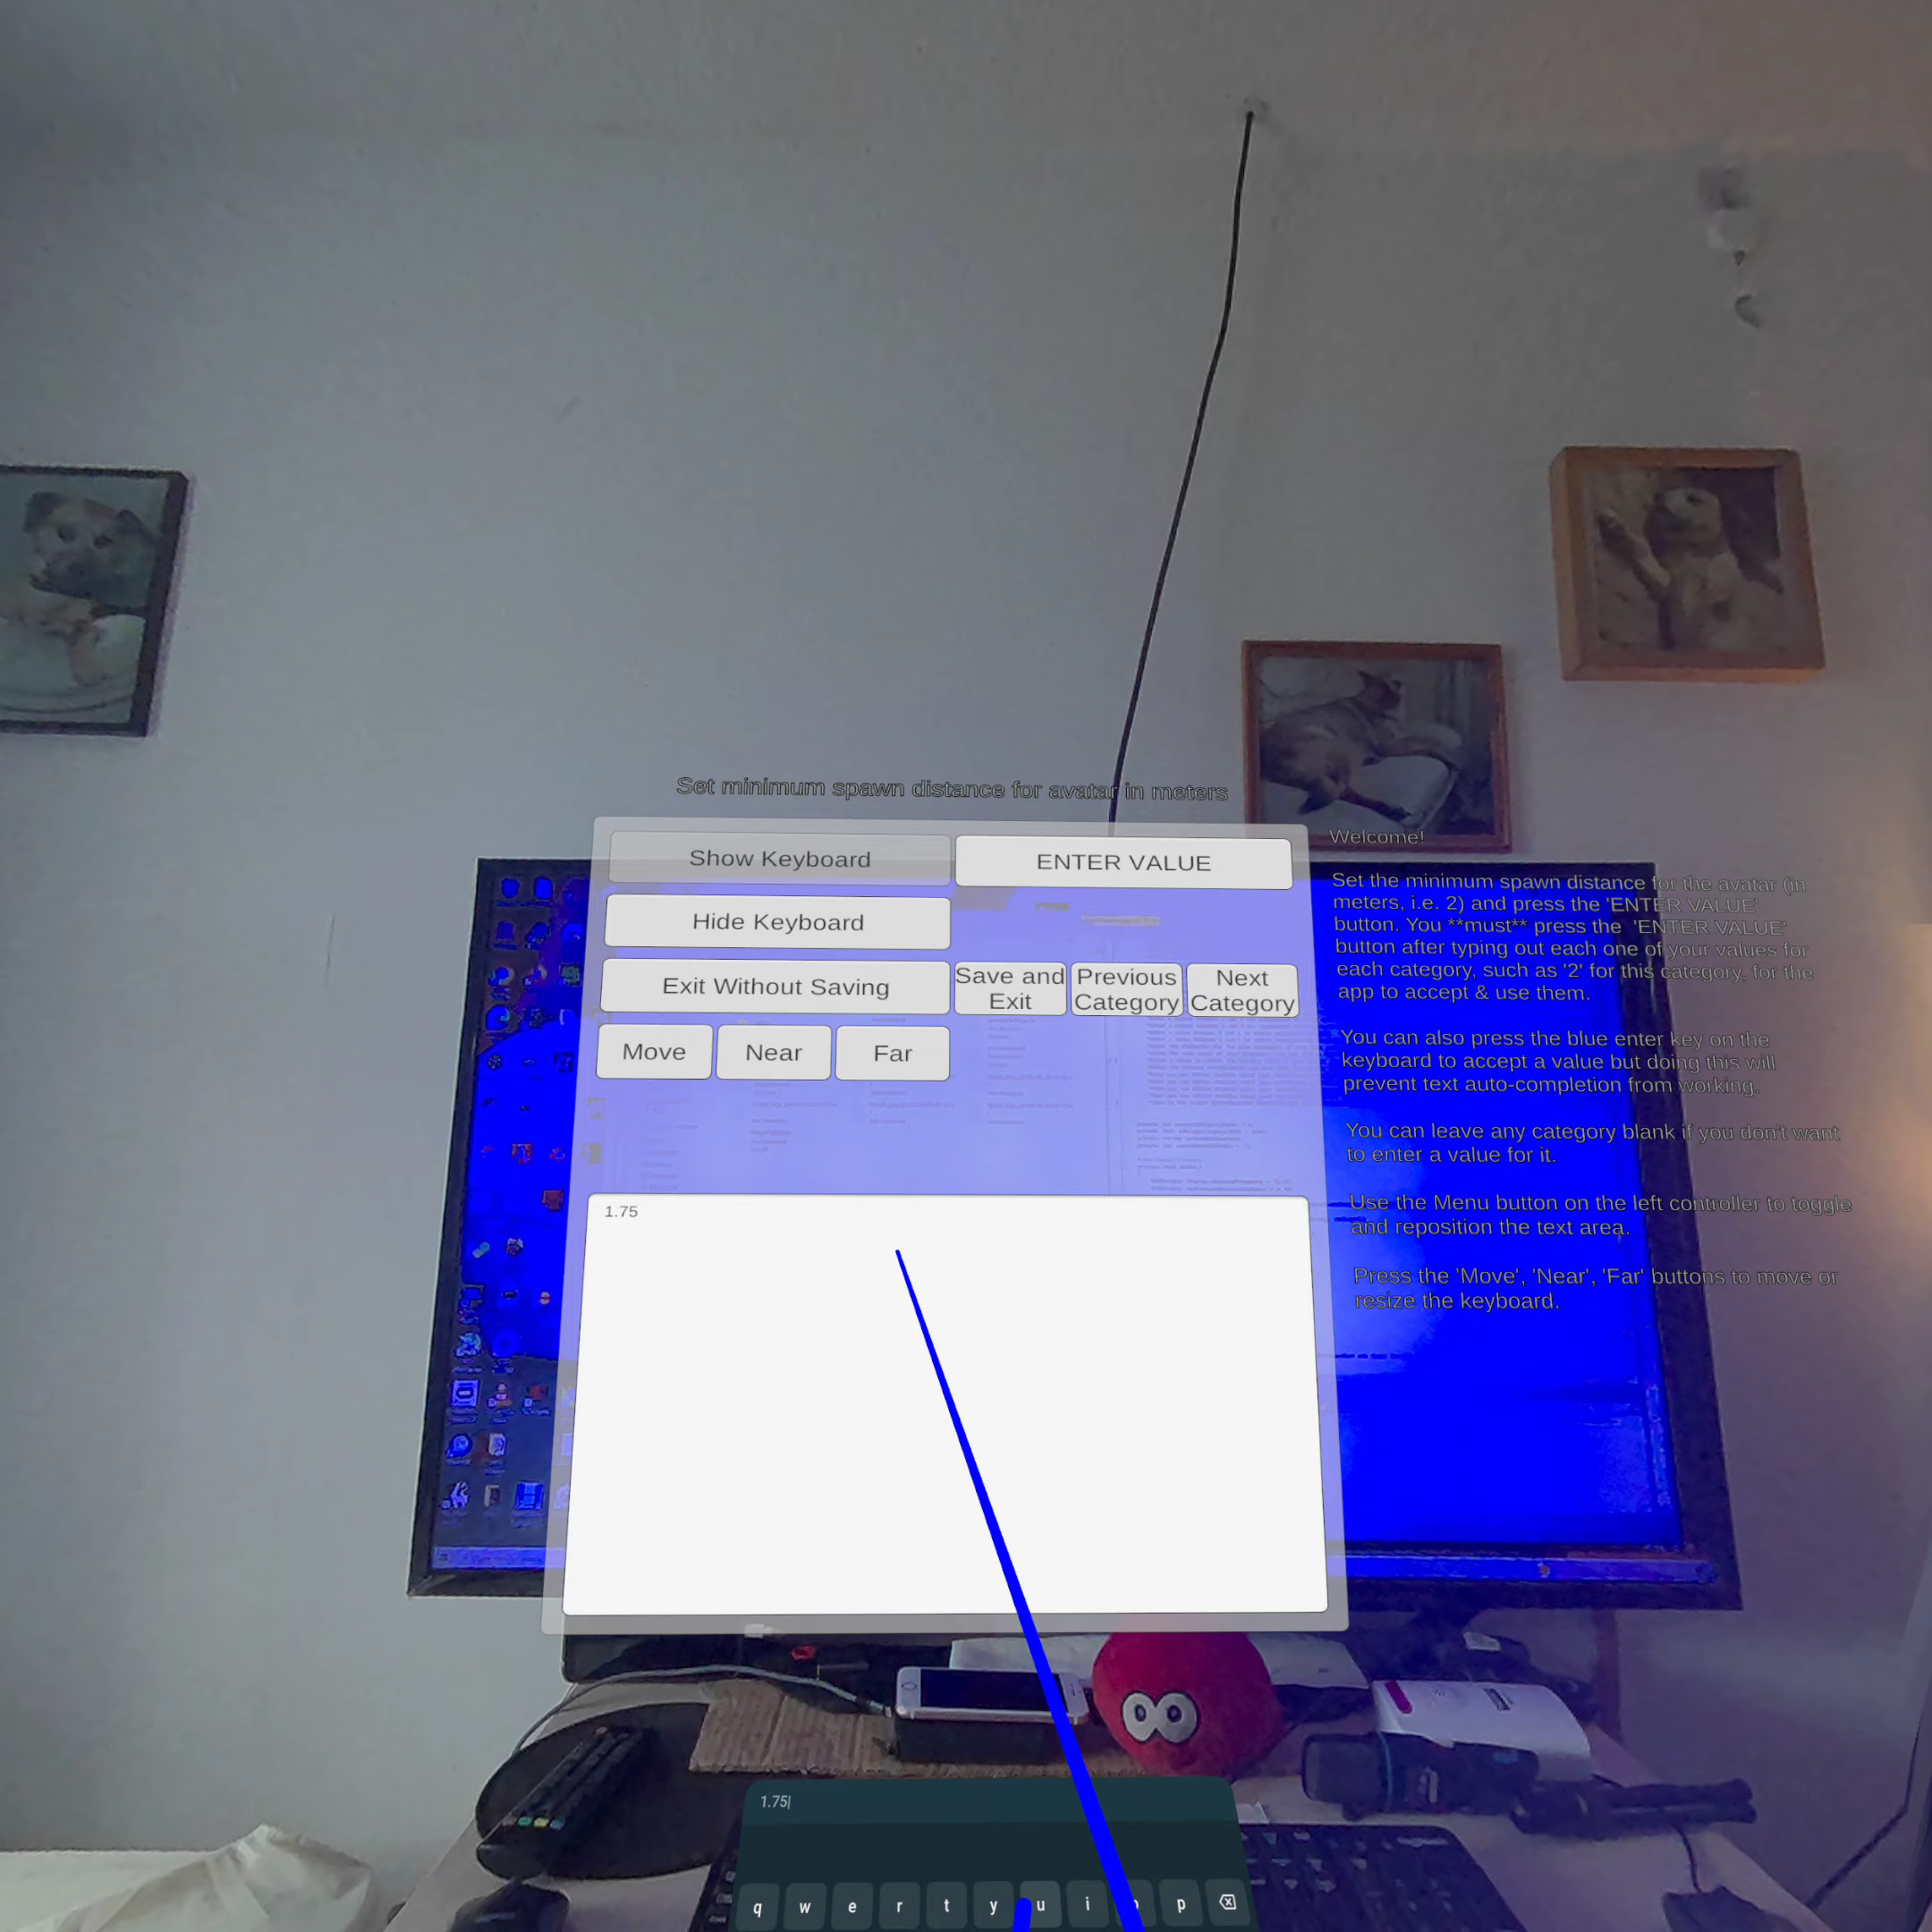 Set minimum spawn distance for avatar in meters
Show Keyboard
ENTER VALUE
Hide Keyboard
Exit Without Saving
Save and
Exit
Previous
Category
Next
Category
Move
Near
Far
1.75
Welcome!
Set the minimum spawn distance for the avatar (in
meters, i.e. 2) and press the 'ENTER VALUE'
button. You **must** press the  'ENTER VALUE'
button after typing out each one of your values for
each category, such as '2' for this category, for the
app to accept & use them.
You can also press the blue enter key on the
keyboard to accept a value but doing this will
prevent text auto-completion from working.
You can leave any category blank if you don't want
to enter a value for it.
Use the Menu button on the left controller to toggle
and reposition the text area.
Press the 'Move', 'Near', 'Far' buttons to move or
resize the keyboard.
1.75
q w e r t y u i p